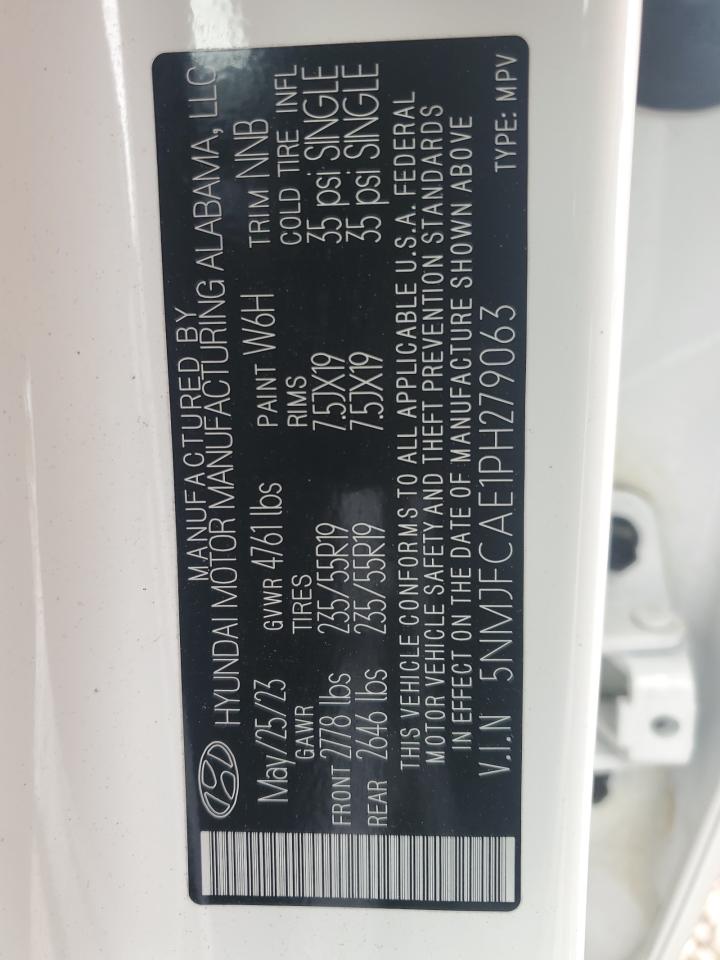 MANUFACTURED BY
HYUNDAI MOTOR MANUFACTURING ALABAMA, LLC
May/25/23 GVWR 4761 lbs PAINT W6H TRIM NNB
GAWR TIRES RIMS COLD TIRE INFL
FRONT 2778 lbs 235/55R19 7.5JX19 35 psi SINGLE
REAR 2646 lbs 235/55R19 7.5JX19 35 psi SINGLE
THIS VEHICLE CONFORMS TO ALL APPLICABLE U.S.A. FEDERAL
MOTOR VEHICLE SAFETY AND THEFT PREVENTION STANDARDS
IN EFFECT ON THE DATE OF MANUFACTURE SHOWN ABOVE
V.I.N 5NMJFCAE1PH279063 TYPE: MPV